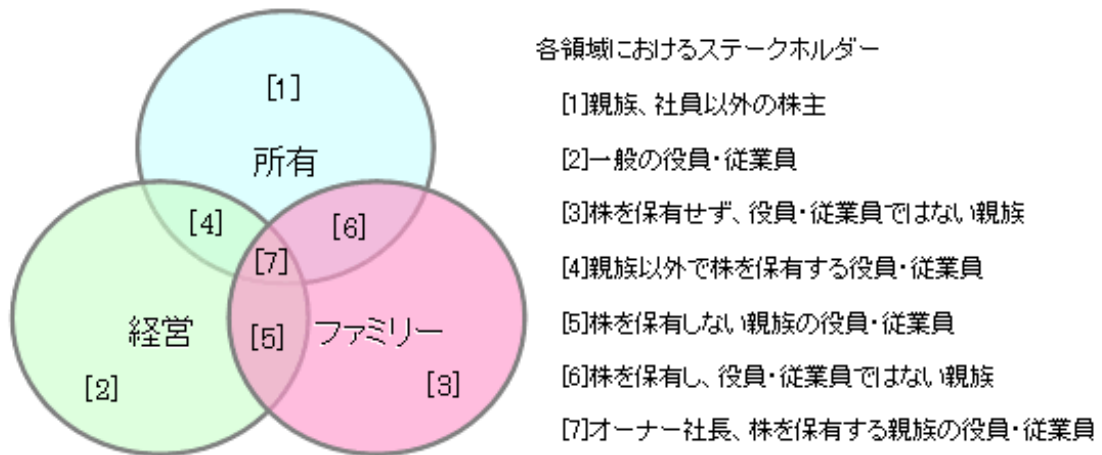 [1]
所有
[4]
[6]
[7]
経営
[5]
ファミリー
[2]
[3]
各領域におけるステークホルダー
[1]親族、社員以外の株主
[2]一般の役員・従業員
[3]株を保有せず、役員・従業員ではない親族
[4]親族以外で株を保有する役員・従業員
[5]株を保有しない親族の役員・従業員
[6]株を保有し、役員・従業員ではない親族
[7]オーナー社長、株を保有する親族の役員・従業員